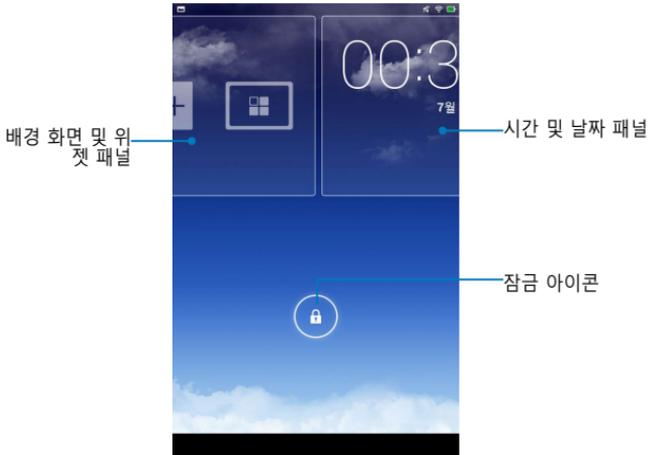 00:3
7월
배경 화면 및 위
젯 패널
시간 및 날짜 패널
잠금 아이콘